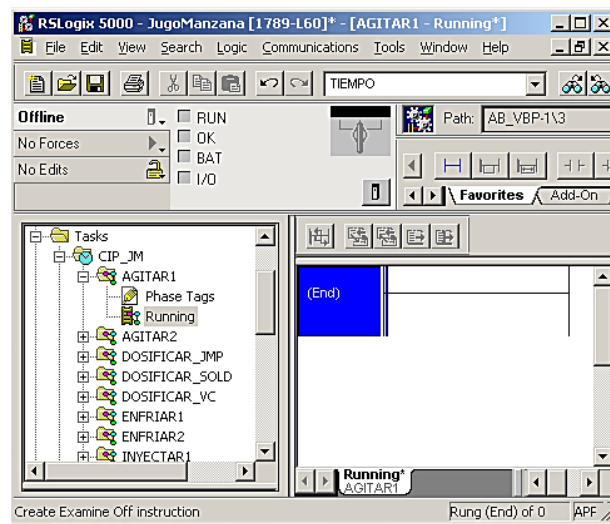 RSLogix 5000 - JugoManzana [1789-L60]* - [AGITAR1 - Running*]
File Edit View Search Logic Communications Tools Window Help
TIEMPO
Offline
RUN
No Forces
OK
BAT
No Edits
I/O
Path: AB_VBP-1\3
Favorites Add-On
Tasks
CIP_JM
AGITAR1
Phase Tags
Running
AGITAR2
DOSIFICAR_JMP
DOSIFICAR_SOLD
DOSIFICAR_VC
ENFRIAR1
ENFRIAR2
INYECTAR1
(End)
Running*
AGITAR1
Create Examine Off instruction
Rung (End) of 0
APF